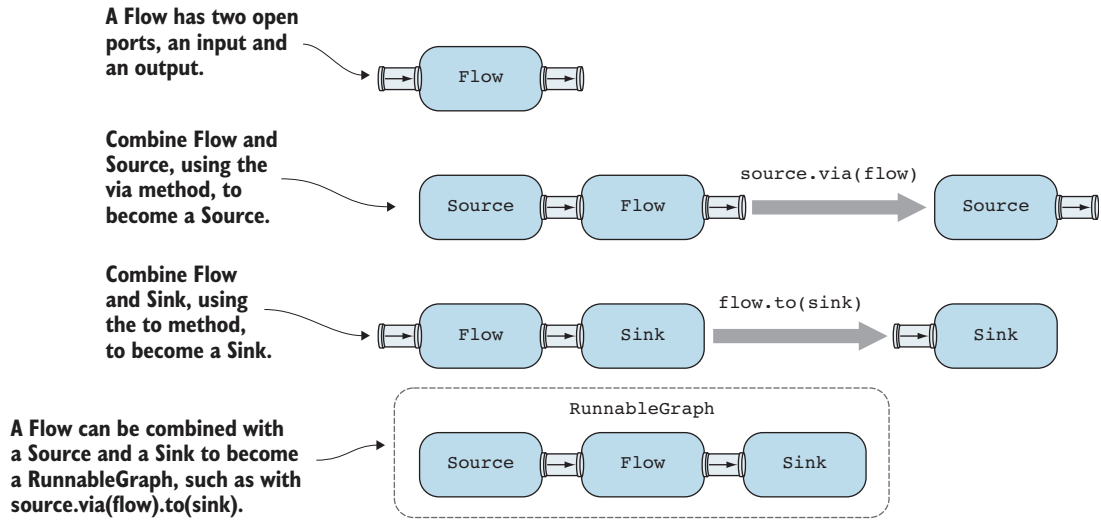 A Flow has two open
ports, an input and
an output.
Flow
Combine Flow and
Source, using the
via method, to
become a Source.
Source
Flow
source.via(flow)
Source
Combine Flow
and Sink, using
the to method,
to become a Sink.
Flow
Sink
flow.to(sink)
Sink
A Flow can be combined with
a Source and a Sink to become
a RunnableGraph, such as with
source.via(flow).to(sink).
RunnableGraph
Source
Flow
Sink